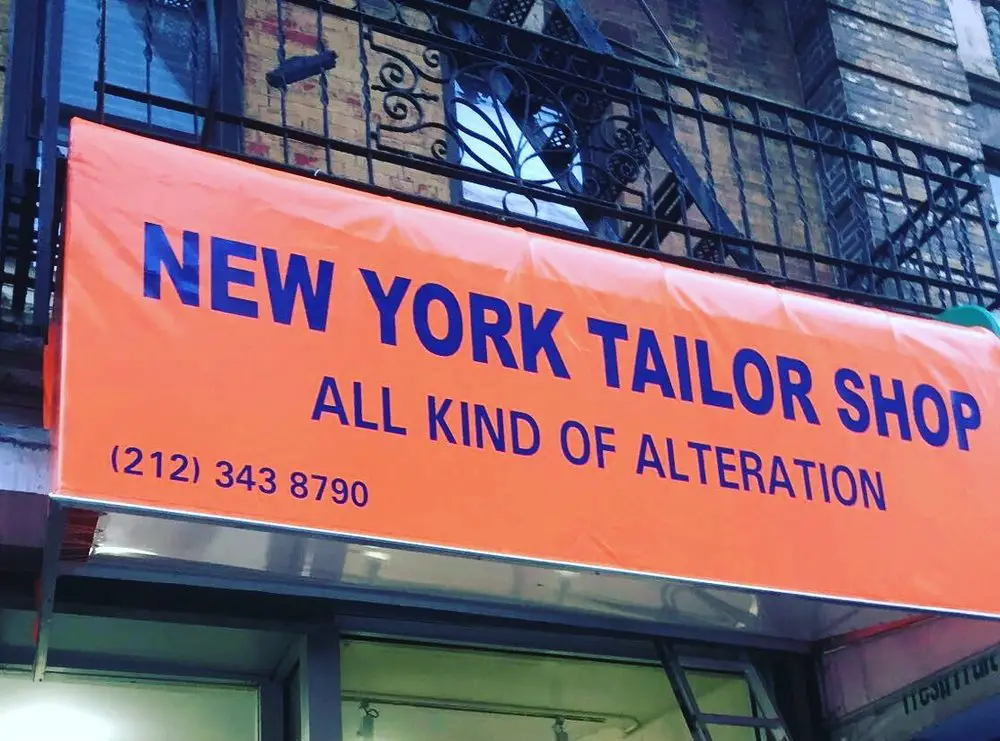 NEW YORK TAILOR SHOP
ALL KIND OF ALTERATION
(212) 343 8790